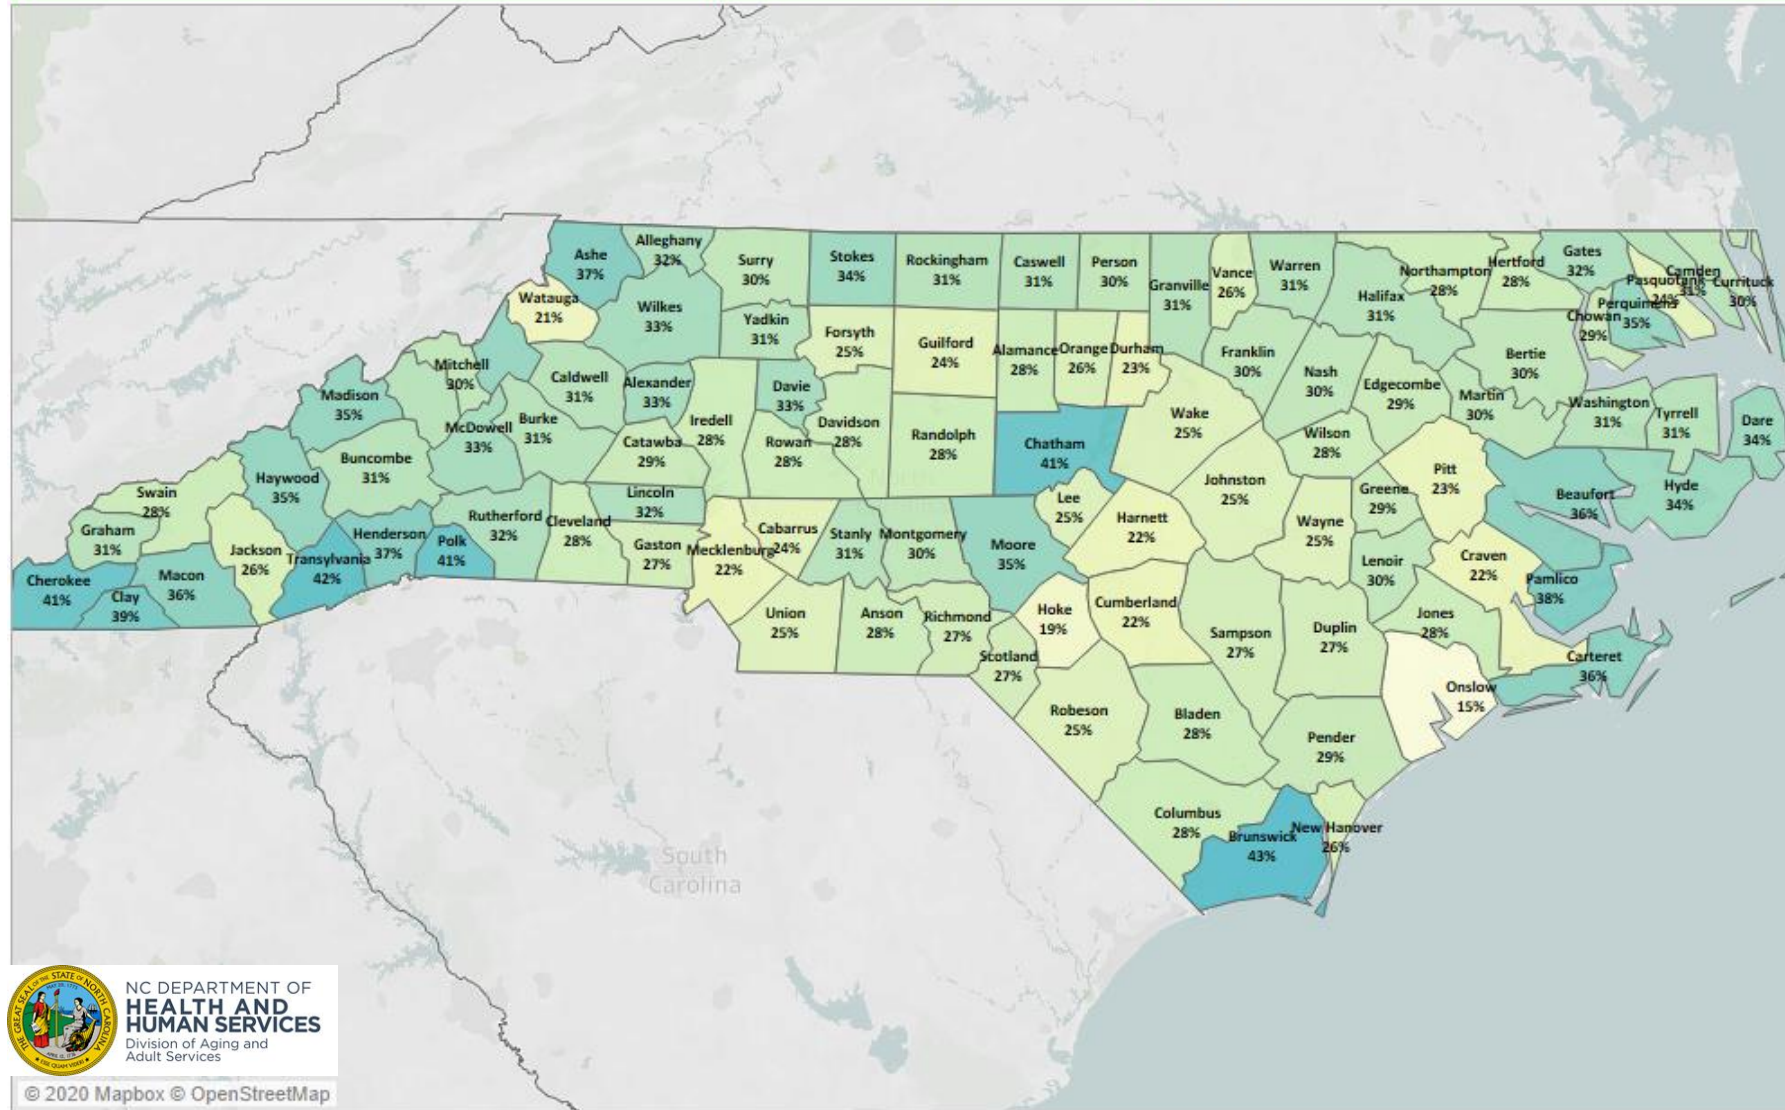 Ashe
37%
Alleghany
32%
Surry
30%
Stokes
34%
Rockingham
31%
Caswell
31%
Person
30%
Granville
31%
Vance
26%
Warren
31%
Northampton
28%
Hertford
28%
Gates
32%
Pasquotank
24%
Camden
31%
Currituck
30%
Perquimans
35%
Chowan
29%
Halifax
31%
Watauga
21%
Wilkes
33%
Yadkin
31%
Forsyth
25%
Guilford
24%
Alamance
28%
Orange
26%
Durham
23%
Franklin
30%
Nash
30%
Edgecombe
29%
Bertie
30%
Martin
30%
Washington
31%
Tyrrell
31%
Dare
34%
Mitchell
30%
Madison
35%
Caldwell
31%
Alexander
33%
Davie
33%
Iredell
28%
Davidson
28%
Randolph
28%
Chatham
41%
Wake
25%
Wilson
28%
Pitt
23%
Beaufort
36%
Hyde
34%
McDowell
33%
Burke
31%
Catawba
29%
Rowan
28%
Buncombe
31%
Haywood
35%
Swain
28%
Graham
31%
Cherokee
41%
Clay
39%
Macon
36%
Jackson
26%
Transylvania
42%
Henderson
37%
Polk
41%
Rutherford
32%
Cleveland
28%
Lincoln
32%
Gaston
27%
Mecklenburg
22%
Cabarrus
24%
Stanly
31%
Montgomery
30%
Moore
35%
Lee
25%
Harnett
22%
Johnston
25%
Wayne
25%
Greene
29%
Lenoir
30%
Craven
22%
Pamlico
38%
Jones
28%
Carteret
36%
Onslow
15%
Union
25%
Anson
28%
Richmond
27%
Scotland
27%
Hoke
19%
Cumberland
22%
Sampson
27%
Duplin
27%
Robeson
25%
Bladen
28%
Pender
29%
Columbus
28%
Brunswick
43%
New Hanover
26%
South
Carolina
NC DEPARTMENT OF
HEALTH AND
HUMAN SERVICES
Division of Aging and
Adult Services
© 2020 Mapbox © OpenStreetMap